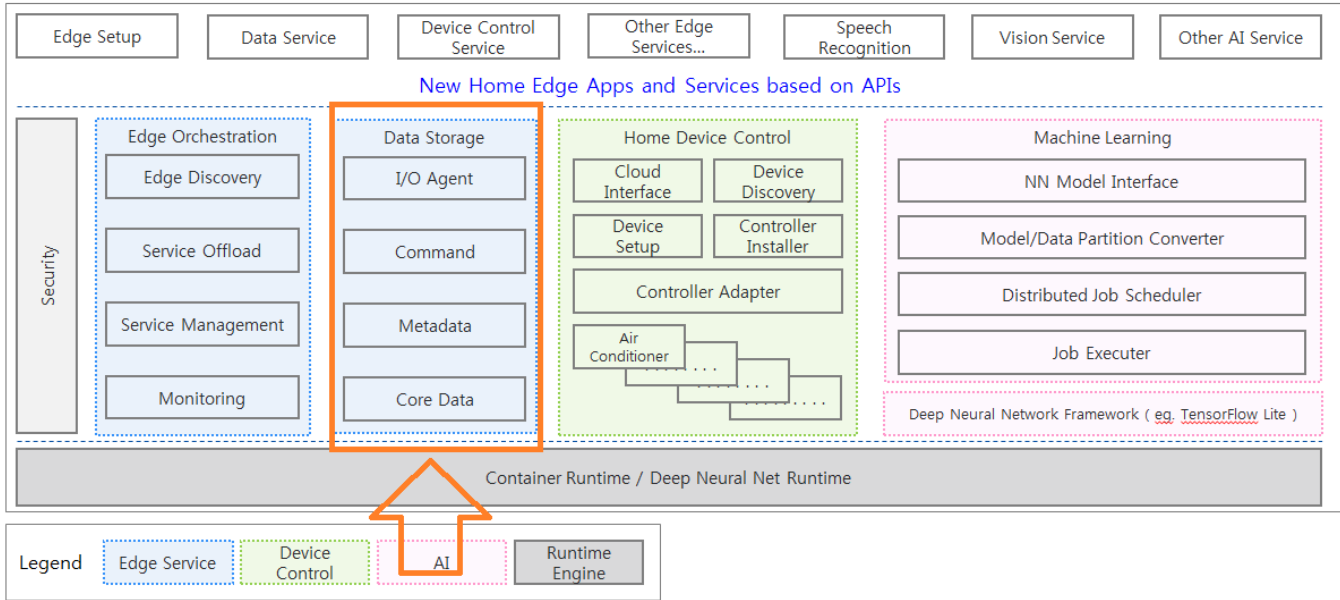 Edge Setup
Data Service
Device Control
Service
Other Edge
Services...
Speech
Recognition
Vision Service
Other AI Service
New Home Edge Apps and Services based on APIs
Security
Edge Orchestration
Edge Discovery
Service Offload
Service Management
Monitoring
Data Storage
I/O Agent
Command
Metadata
Core Data
Home Device Control
Cloud
Interface
Device
Discovery
Device
Setup
Controller
Installer
Controller Adapter
Air
Conditioner
. . . . . . . .
. . . . . . . .
. . . . . . . . . .
Machine Learning
NN Model Interface
Model/Data Partition Converter
Distributed Job Scheduler
Job Executer
Deep Neural Network Framework ( eg. TensorFlow Lite )
Container Runtime / Deep Neural Net Runtime
Legend
Edge Service
Device
Control
AI
Runtime
Engine